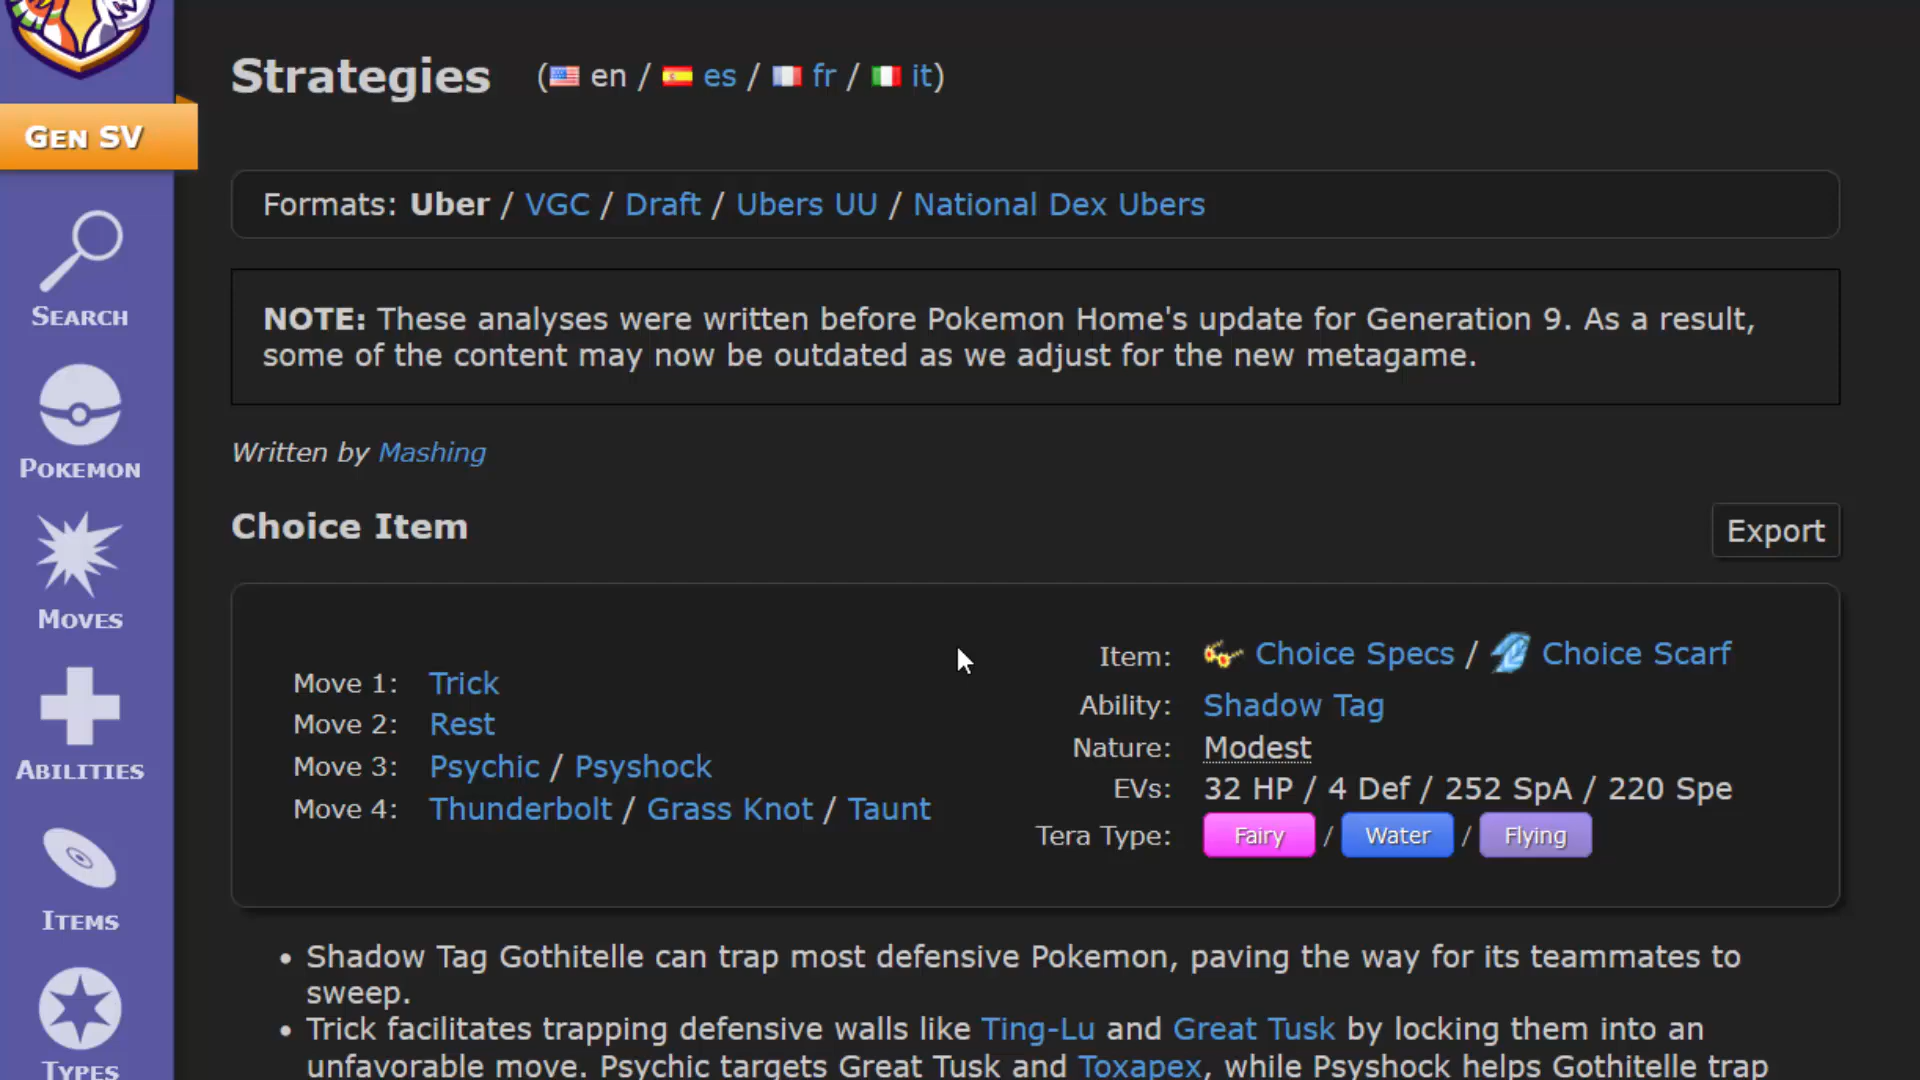 Strategies (en / es / fr / it)
GEN SV
Formats: Uber / VGC / Draft / Ubers UU / National Dex Ubers
SEARCH
NOTE: These analyses were written before Pokemon Home's update for Generation 9. As a result,
some of the content may now be outdated as we adjust for the new metagame.
POKEMON
Written by Mashing
Choice Item
Export
MOVES
Move 1: Trick
Move 2: Rest
Move 3: Psychic / Psyshock
Move 4: Thunderbolt / Grass Knot / Taunt
Item: Choice Specs / Choice Scarf
Ability: Shadow Tag
Nature: Modest
EVs: 32 HP / 4 Def / 252 SpA / 220 Spe
Tera Type: Fairy / Water / Flying
ABILITIES
ITEMS
• Shadow Tag Gothitelle can trap most defensive Pokemon, paving the way for its teammates to
sweep.
• Trick facilitates trapping defensive walls like Ting-Lu and Great Tusk by locking them into an
unfavorable move. Psychic targets Great Tusk and Toxapex, while Psyshock helps Gothitelle trap
TYPES